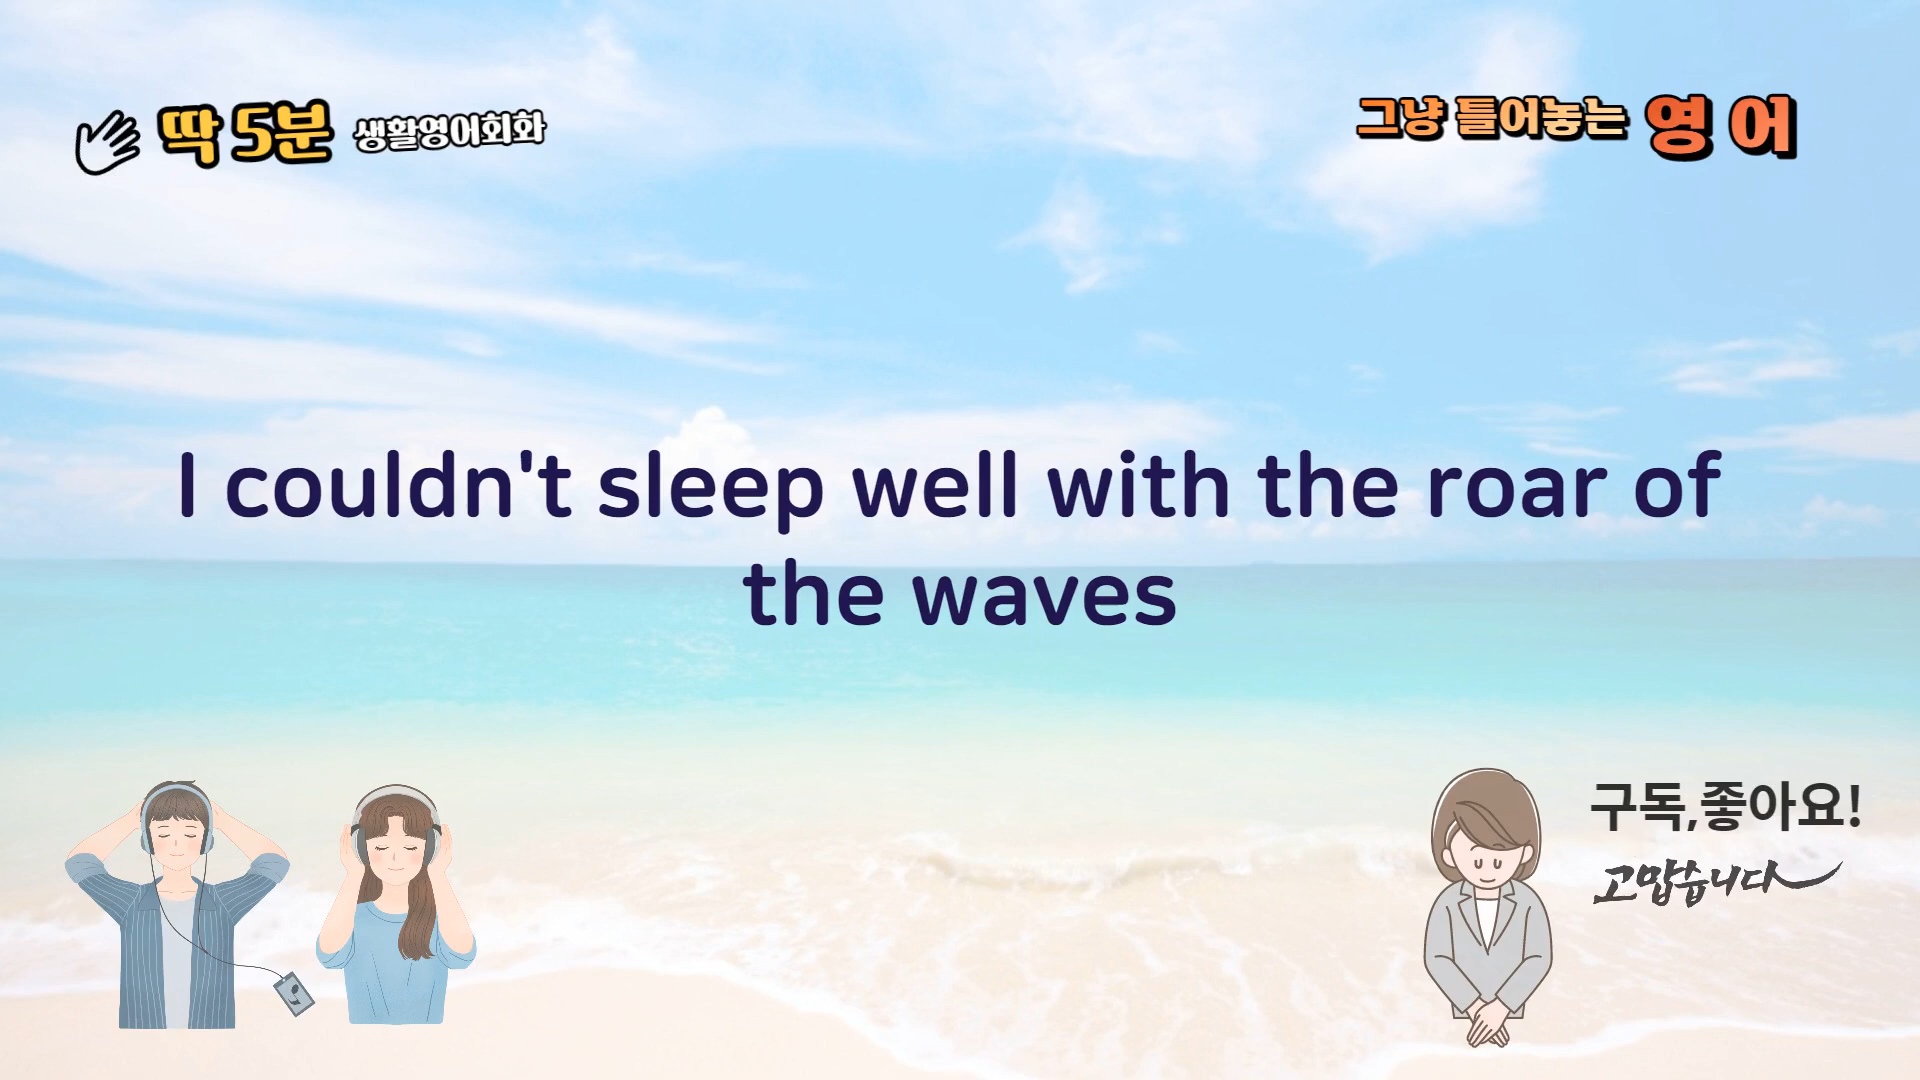 딱 5분 생활영어회화
그냥 틀어놓는 영어
I couldn't sleep well with the roar of
the waves
구독,좋아요!
고맙습니다